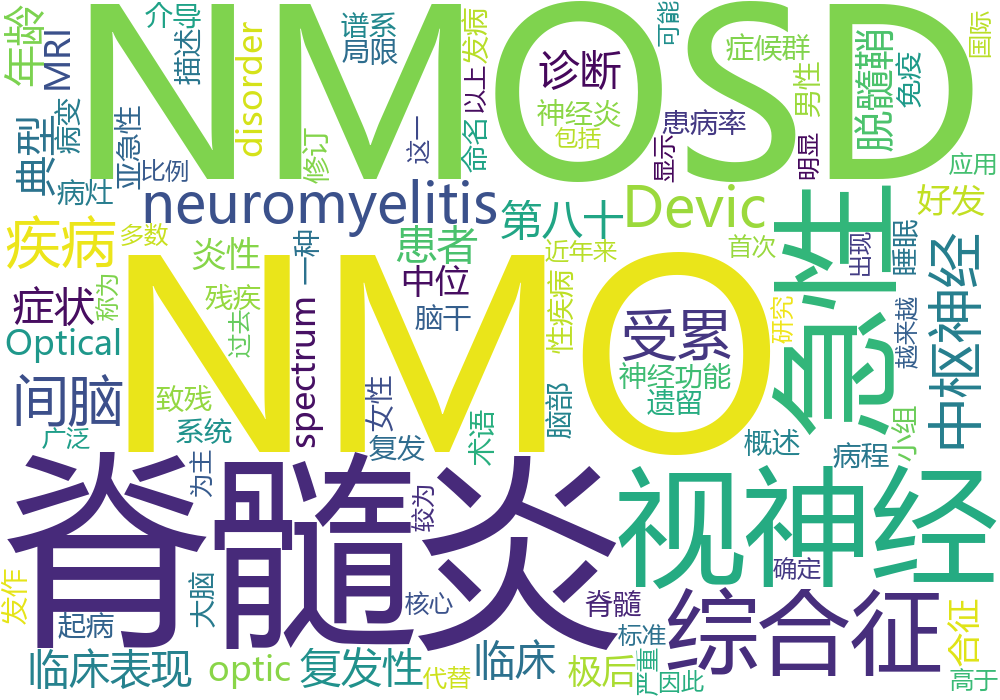 NMOSD
NMO
脊髓炎
视神经
急性
综合征
疾病
neuromyelitis
Devic
诊断
受累
间脑
中枢神经
临床表现
复发性
临床
极后
optic
年龄
MRI
介绍
描述
谱系
局限
发病
disorder
修订
亚急性
比例
病变
典型
病灶
多数
炎性
残疾
过去
称为
症状
Optical
致残
系统
广泛
为主
spectrum
一种
患者
中位
脑干
女性
复发
较为
术语
第八十
近年来
性疾病
脑部
神经功能
遗留
这一
命名
以上
神经炎
包括
患病率
显示
可能
症候群
男性
明显
脱髓鞘
免疫
国际
应用
好发
首次
出现
睡眠
研究
越来越
小组
概述
病程
确定
脊髓
标准
严重
因此
合征
高于
发作
起病
大脑
核心
代替